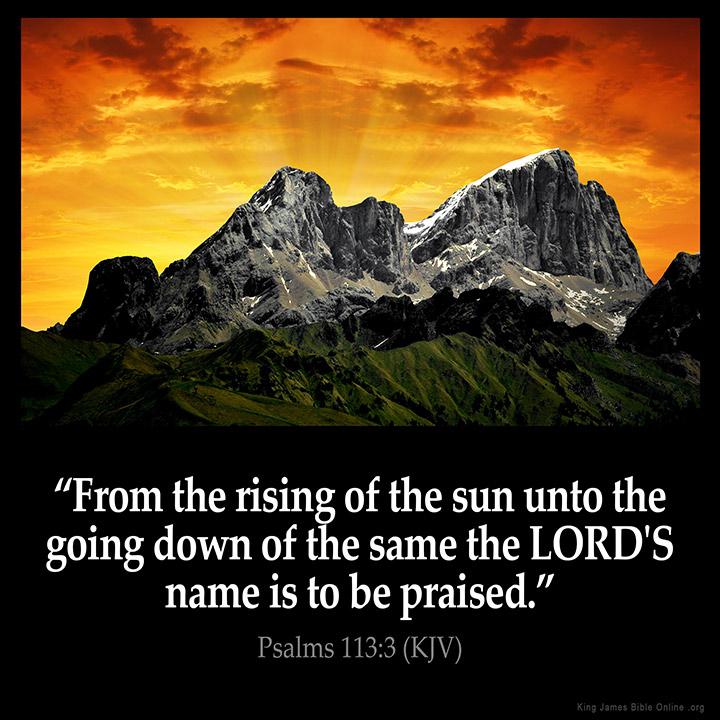 “From the rising of the sun unto the
going down of the same the LORD'S
name is to be praised.”
Psalms 113:3 (KJV)
King James Bible Online .org